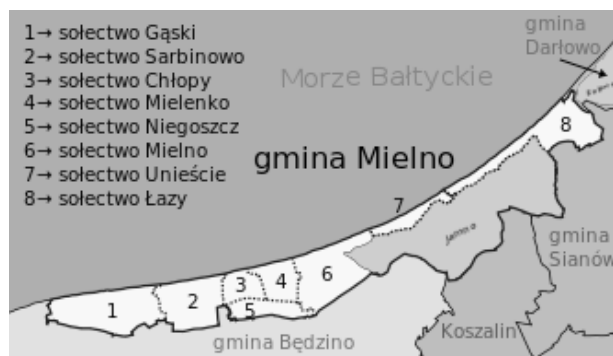 1→ sołectwo Gąski
2→ sołectwo Sarbinowo
3→ sołectwo Chłopy
4→ sołectwo Mielenko
5→ sołectwo Niegoszcz
6→ sołectwo Mielno
7→ sołectwo Unieście
8→ sołectwo Łazy
gmina
Darłowo
Morze Bałtyckie
gmina Mielno
8
7
Jamno
gmina
Sianów
6
4
3
2
1
5
gmina Będzino
Koszalin